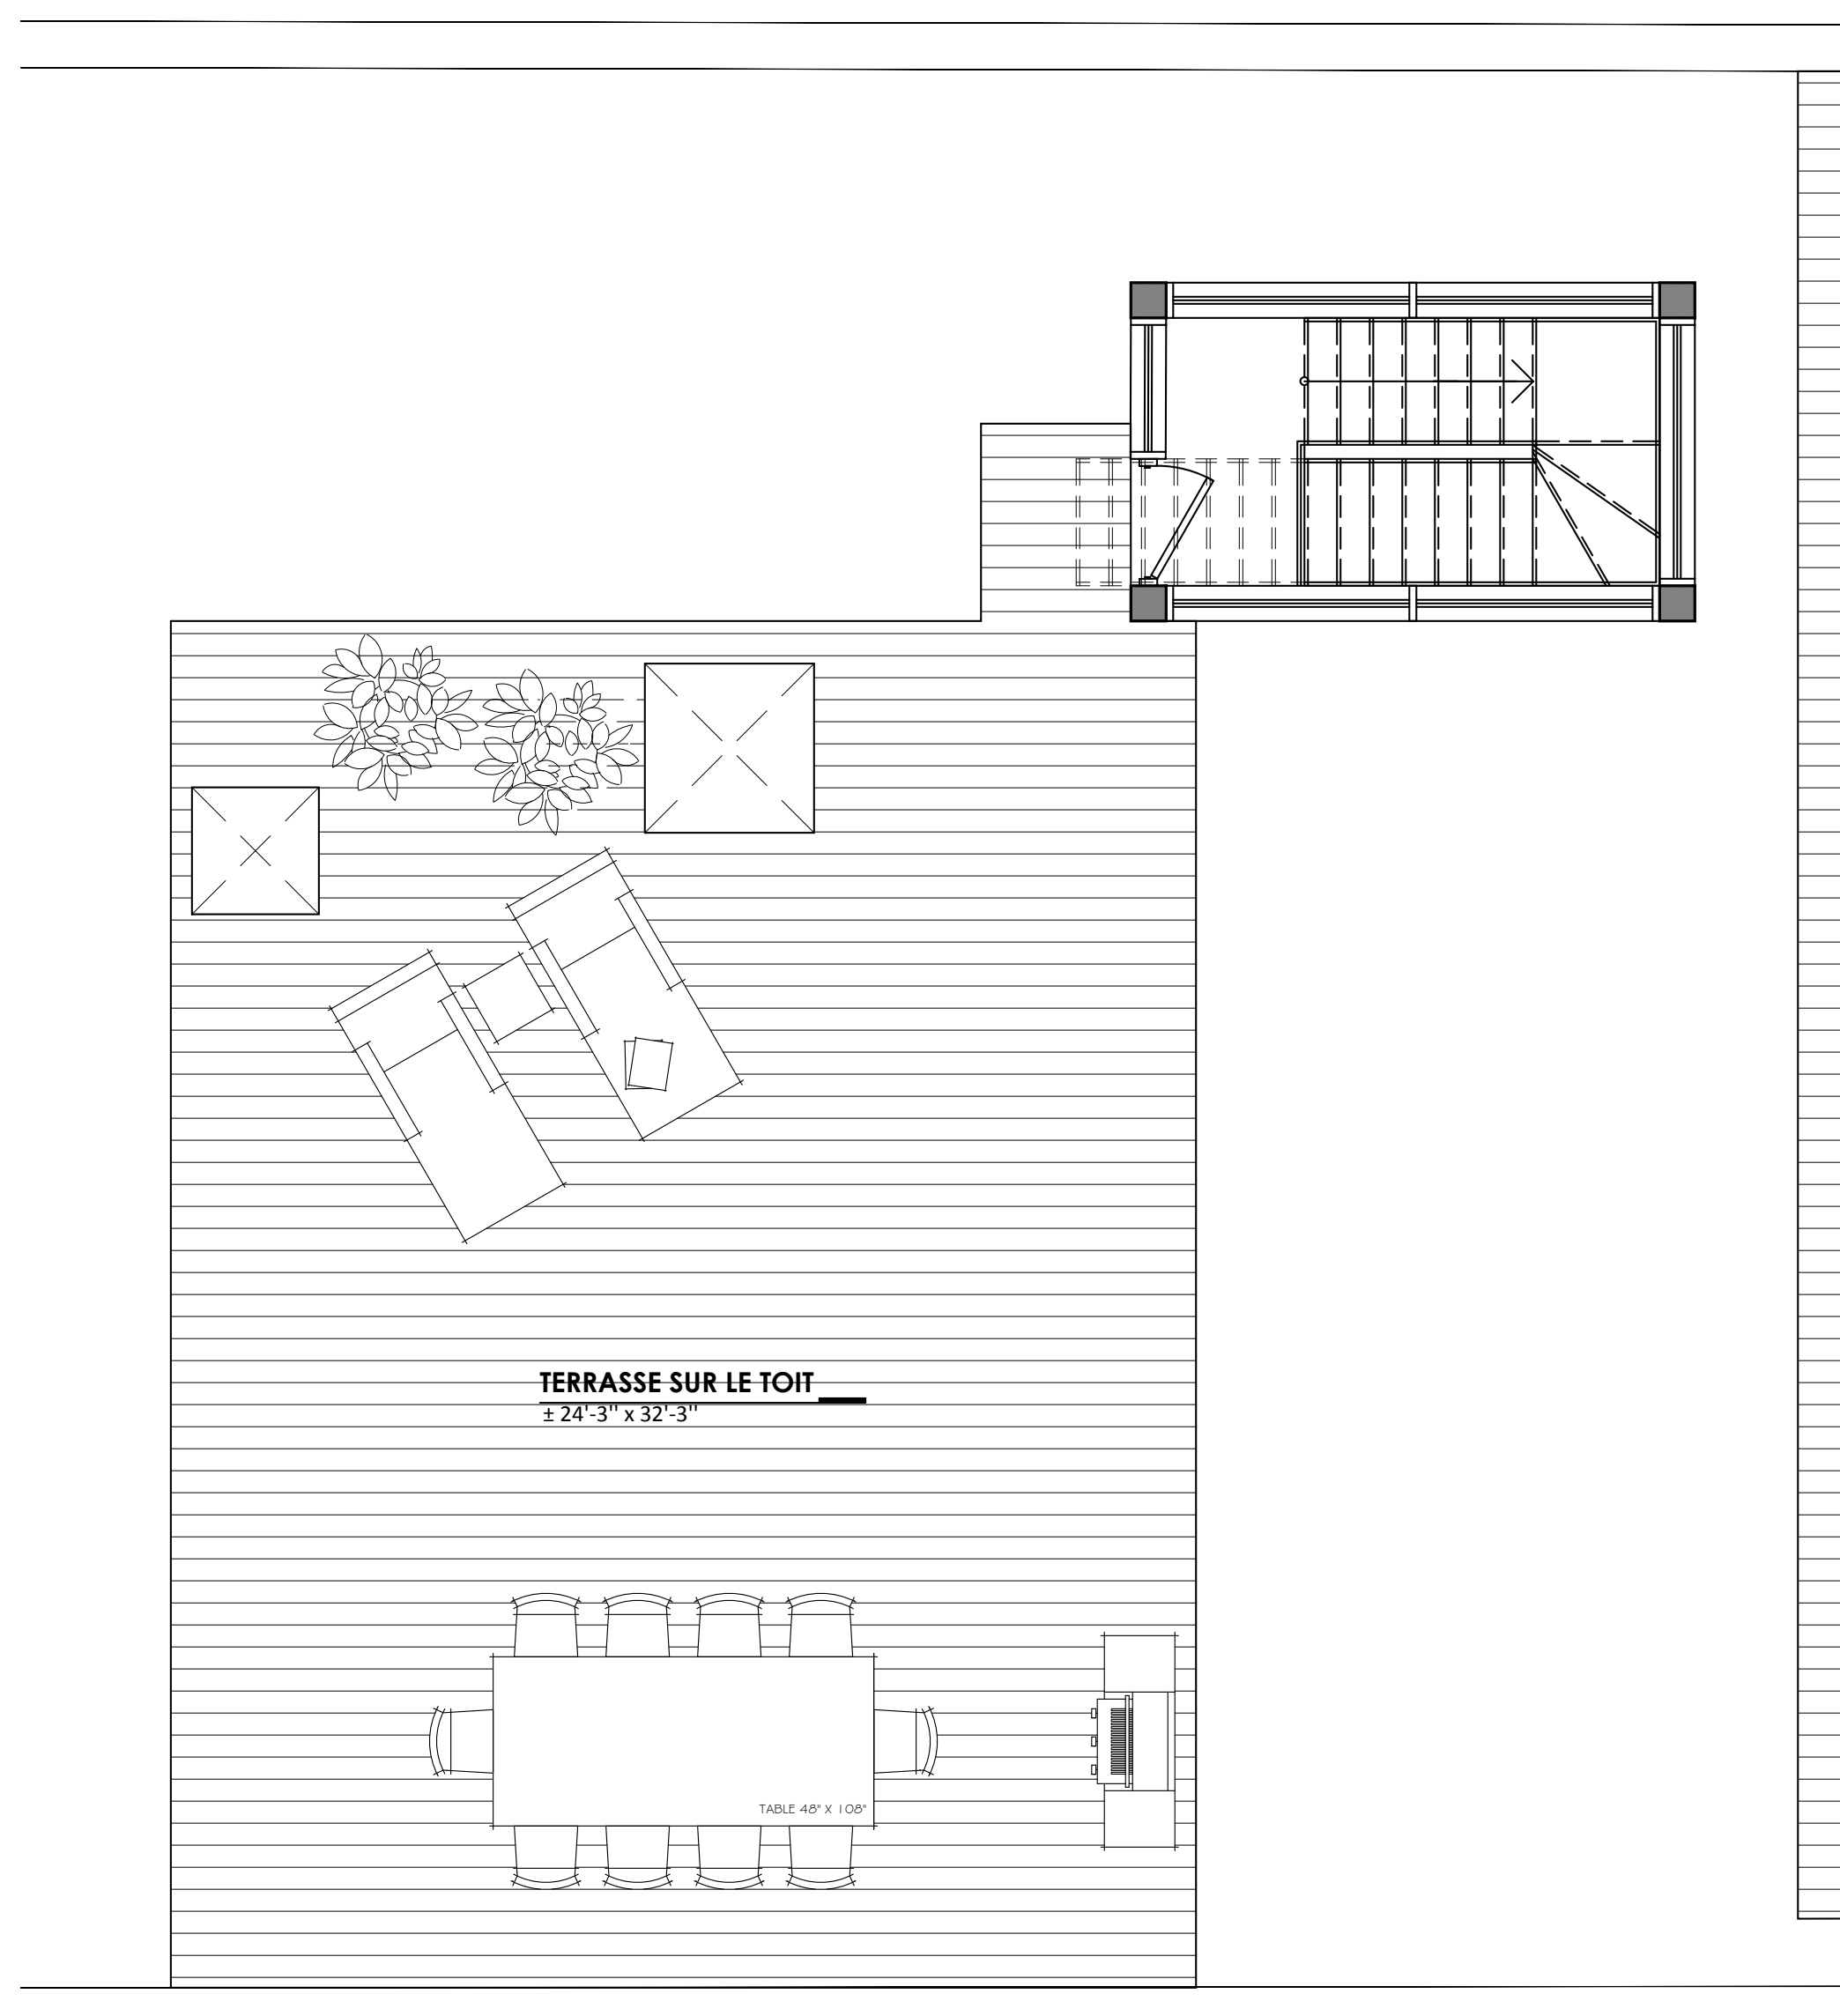 TERRASSE SUR LE TOIT
± 24'-3'' x 32'-3''
TABLE 48" X 108"